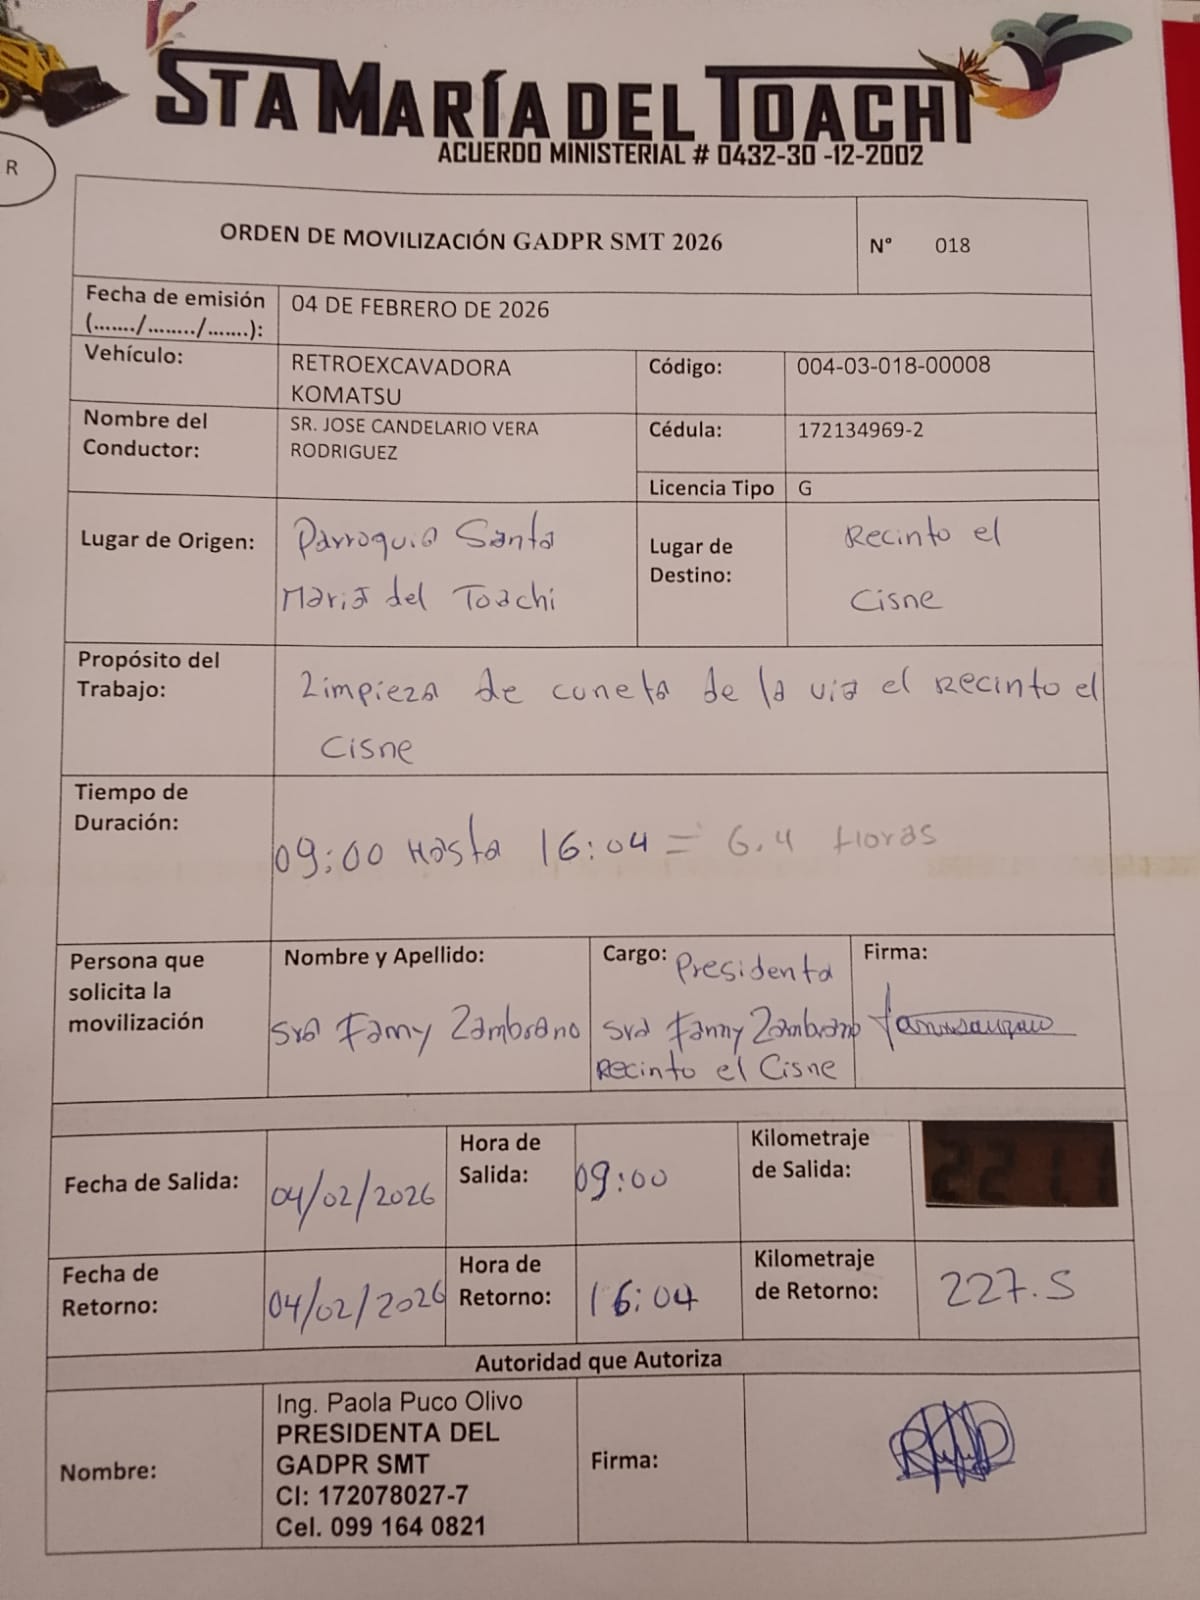 STA MARÍA DEL TOACHI
ACUERDO MINISTERIAL # 0432-30 -12-2002
R
ORDEN DE MOVILIZACIÓN GADPR SMT 2026
N° 018
Fecha de emisión 04 DE FEBRERO DE 2026
(......./......../.......):
Vehículo: RETROEXCAVADORA Código: 004-03-018-00008
KOMATSU
Nombre del SR. JOSE CANDELARIO VERA Cédula: 172134969-2
Conductor: RODRIGUEZ
Licencia Tipo G
Lugar de Origen: Parroquia Santa Lugar de Recinto el
Maria del Toachi Destino: Cisne
Propósito del Limpieza de cuneta de la via el Recinto el
Trabajo: Cisne
Tiempo de
Duración: 09:00 Hasta 16:04 = 6.4 Horas
Persona que Nombre y Apellido: Cargo: Presidenta Firma:
solicita la
movilización Sra Fanny Zambrano Sra Fanny Zambrano
Recinto el Cisne
Fecha de Salida: 04/02/2026 Hora de Salida: 09:00 Kilometraje de Salida: 221.1
Fecha de Retorno: 04/02/2026 Hora de Retorno: 16:04 Kilometraje de Retorno: 227.5
Autoridad que Autoriza
Nombre: Ing. Paola Puco Olivo Firma:
PRESIDENTA DEL
GADPR SMT
CI: 172078027-7
Cel. 099 164 0821